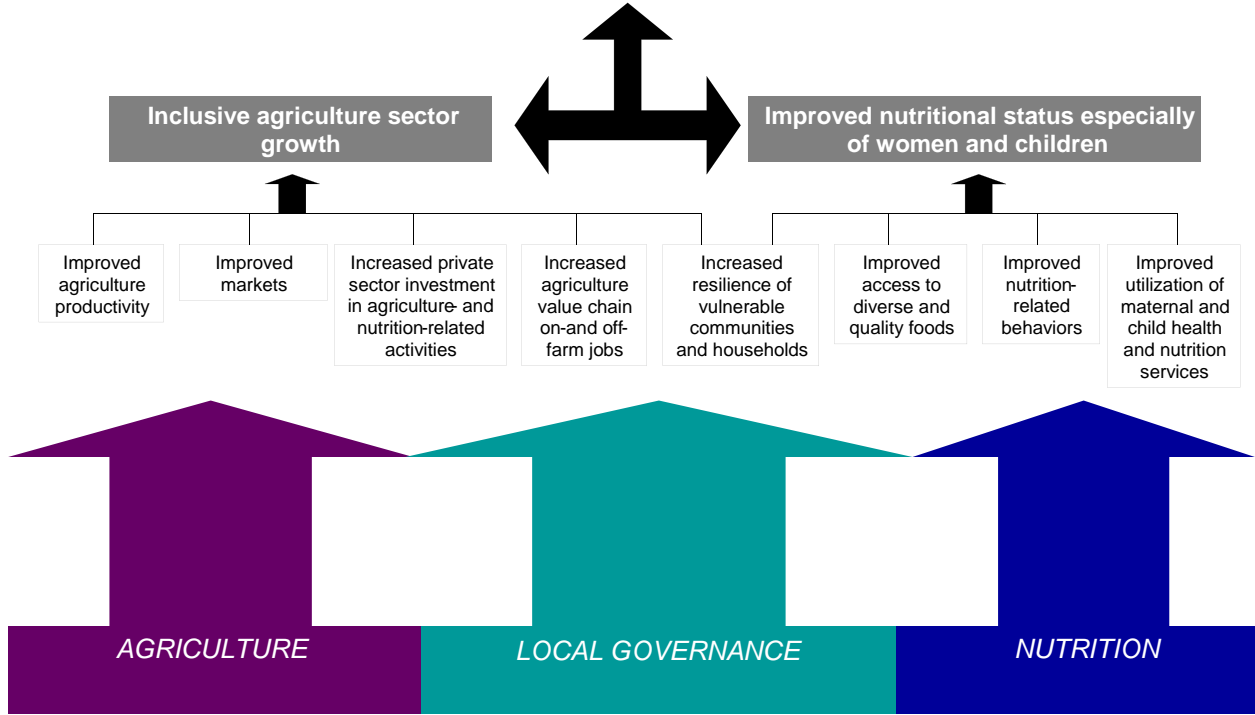 Inclusive agriculture sector
growth
Improved nutritional status especially
of women and children
Improved
agriculture
productivity
Improved
markets
Increased private
sector investment
in agriculture- and
nutrition-related
activities
Increased
agriculture
value chain
on-and off-
farm jobs
Increased
resilience of
vulnerable
communities
and households
Improved
access to
diverse and
quality foods
Improved
nutrition-
related
behaviors
Improved
utilization of
maternal and
child health
and nutrition
services
AGRICULTURE
LOCAL GOVERNANCE
NUTRITION